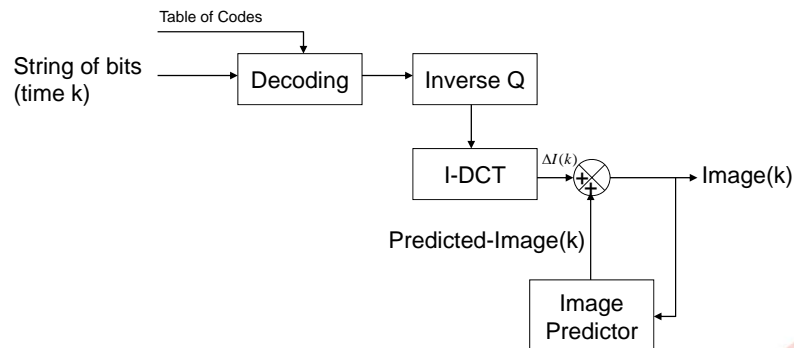 Table of Codes
String of bits
(time k)
Decoding
Inverse Q
I-DCT
ΔI(k)
+
+
Image(k)
Predicted-Image(k)
Image
Predictor